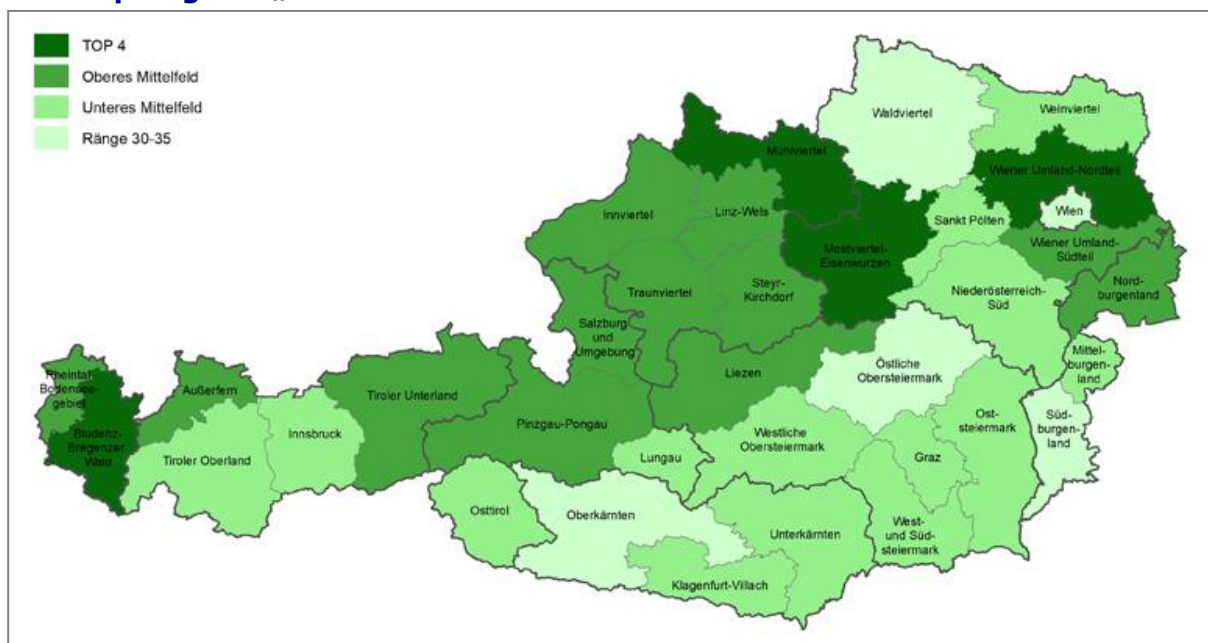 TOP 4
Oberes Mittelfeld
Unteres Mittelfeld
Ränge 30-35
Waldviertel
Weinviertel
Mühlviertel
Wiener Umland-Nordteil
Wien
Innviertel
Linz-Wels
Sankt Pölten
Mostviertel-
Eisenwurzen
Wiener Umland-
Südteil
Nord-
burgenland
Traunviertel
Steyr-
Kirchdorf
Niederösterreich-
Süd
Salzburg
und
Umgebung
Mittel-
burgen-
land
Rheintal-
Bodensee-
gebiet
Außerfern
Tiroler Unterland
Liezen
Östliche
Obersteiermark
Bludenz-
Bregenzer
Wald
Pinzgau-Pongau
Ost-
steiermark
Süd-
burgen-
land
Innsbruck
Tiroler Oberland
Lungau
Westliche
Obersteiermark
Graz
Osttirol
Oberkärnten
Unterkärnten
West-
und Süd-
steiermark
Klagenfurt-Villach